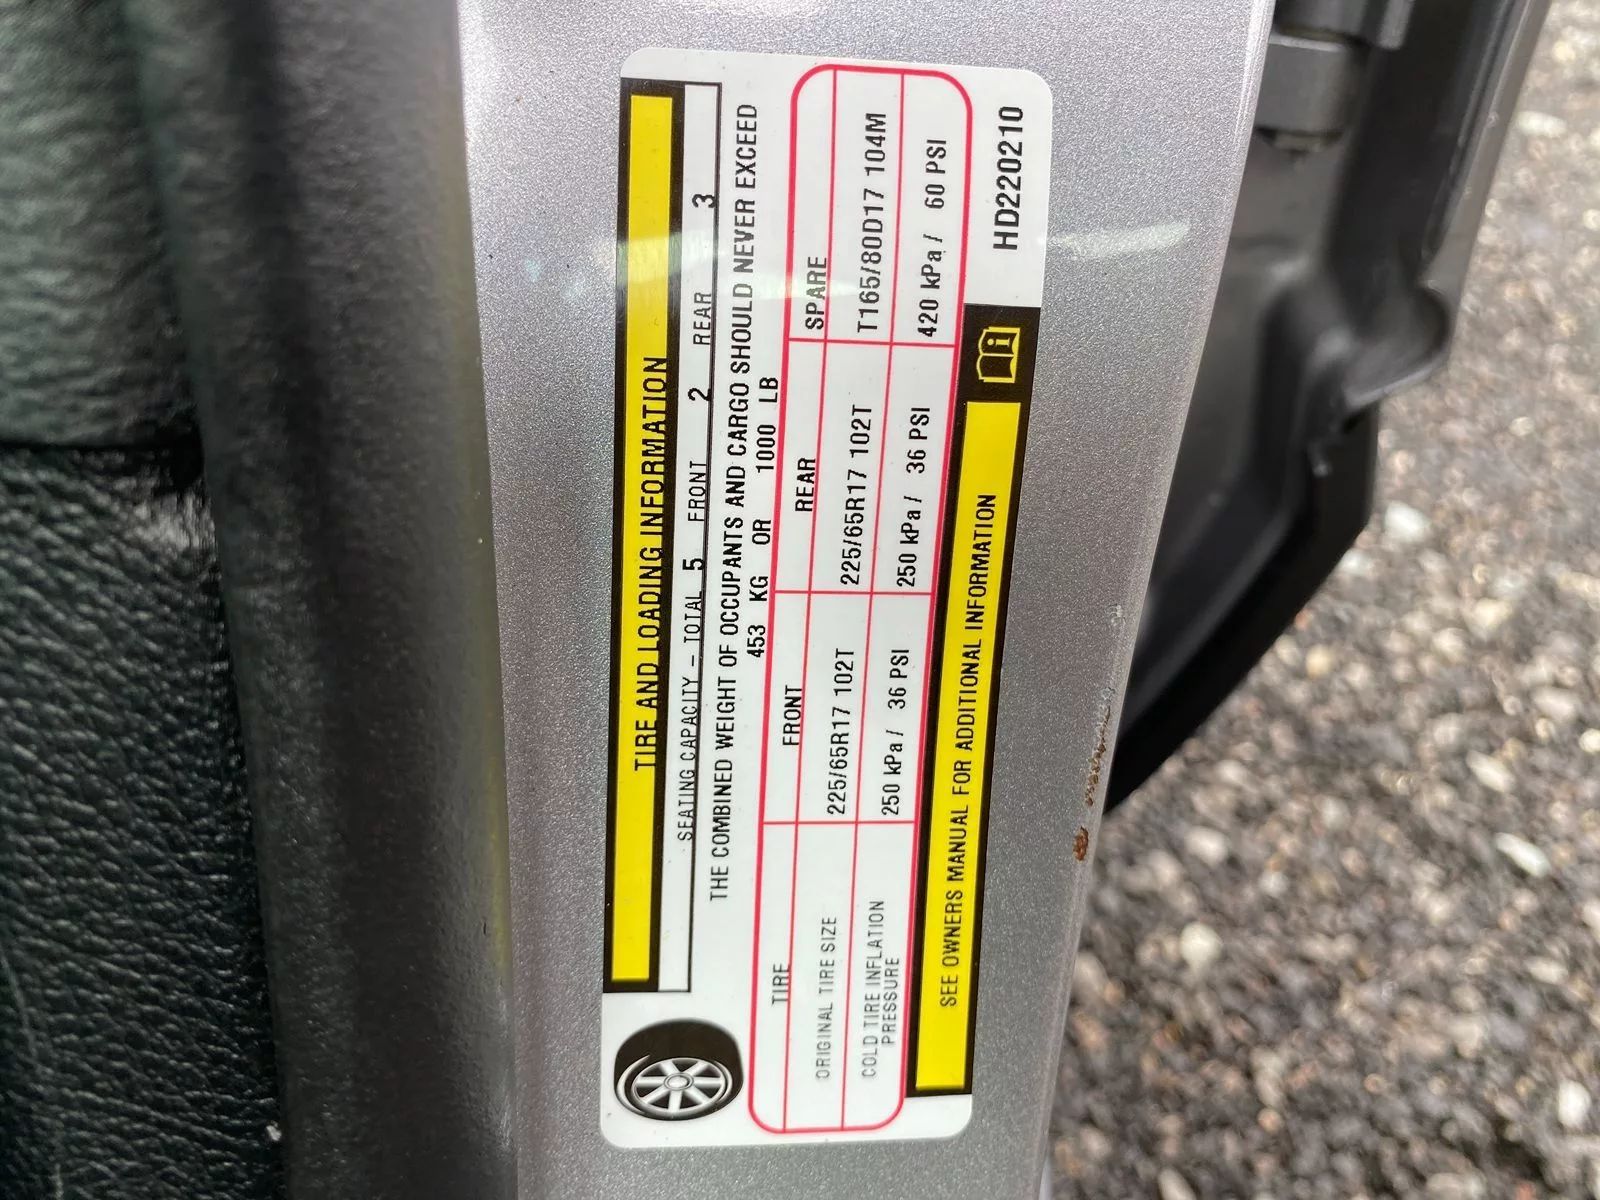 TIRE AND LOADING INFORMATION
SEATING CAPACITY - TOTAL 5 FRONT 2 REAR 3
THE COMBINED WEIGHT OF OCCUPANTS AND CARGO SHOULD NEVER EXCEED
453 KG OR 1000 LB
TIRE FRONT REAR SPARE
ORIGINAL TIRE SIZE 225/65R17 102T 225/65R17 102T T165/80D17 104M
COLD TIRE INFLATION
PRESSURE 250 kPa / 36 PSI 250 kPa / 36 PSI 420 kPa / 60 PSI
SEE OWNERS MANUAL FOR ADDITIONAL INFORMATION
HD220210